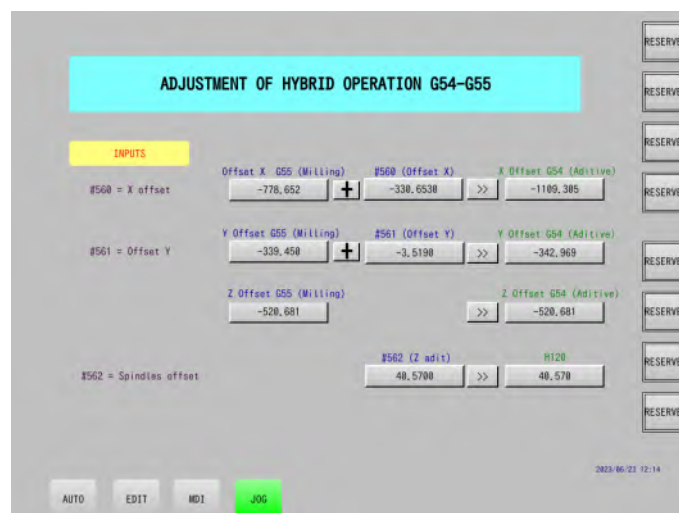 RESERVE
ADJUSTMENT OF HYBRID OPERATION G54-G55
RESERVE
INPUTS
RESERVE
Offset X G55 (Milling) #560 (Offset X) X Offset G54 (Aditive)
#560 = X offset -778,652 + -330.6530 >> -1109.305 RESERVE
Y Offset G55 (Milling) #561 (Offset Y) Y Offset G54 (Aditive)
#561 = Offset Y -339.450 + -3.5190 >> -342.969 RESERVE
Z Offset G55 (Milling) Z Offset G54 (Aditive)
-520.681 >> -520.681 RESERVE
#562 (Z adit) H120 RESERVE
#562 = Spindles offset 40.5700 >> 40.570
RESERVE
2023/06/23 12:14
AUTO EDIT MDI JOG